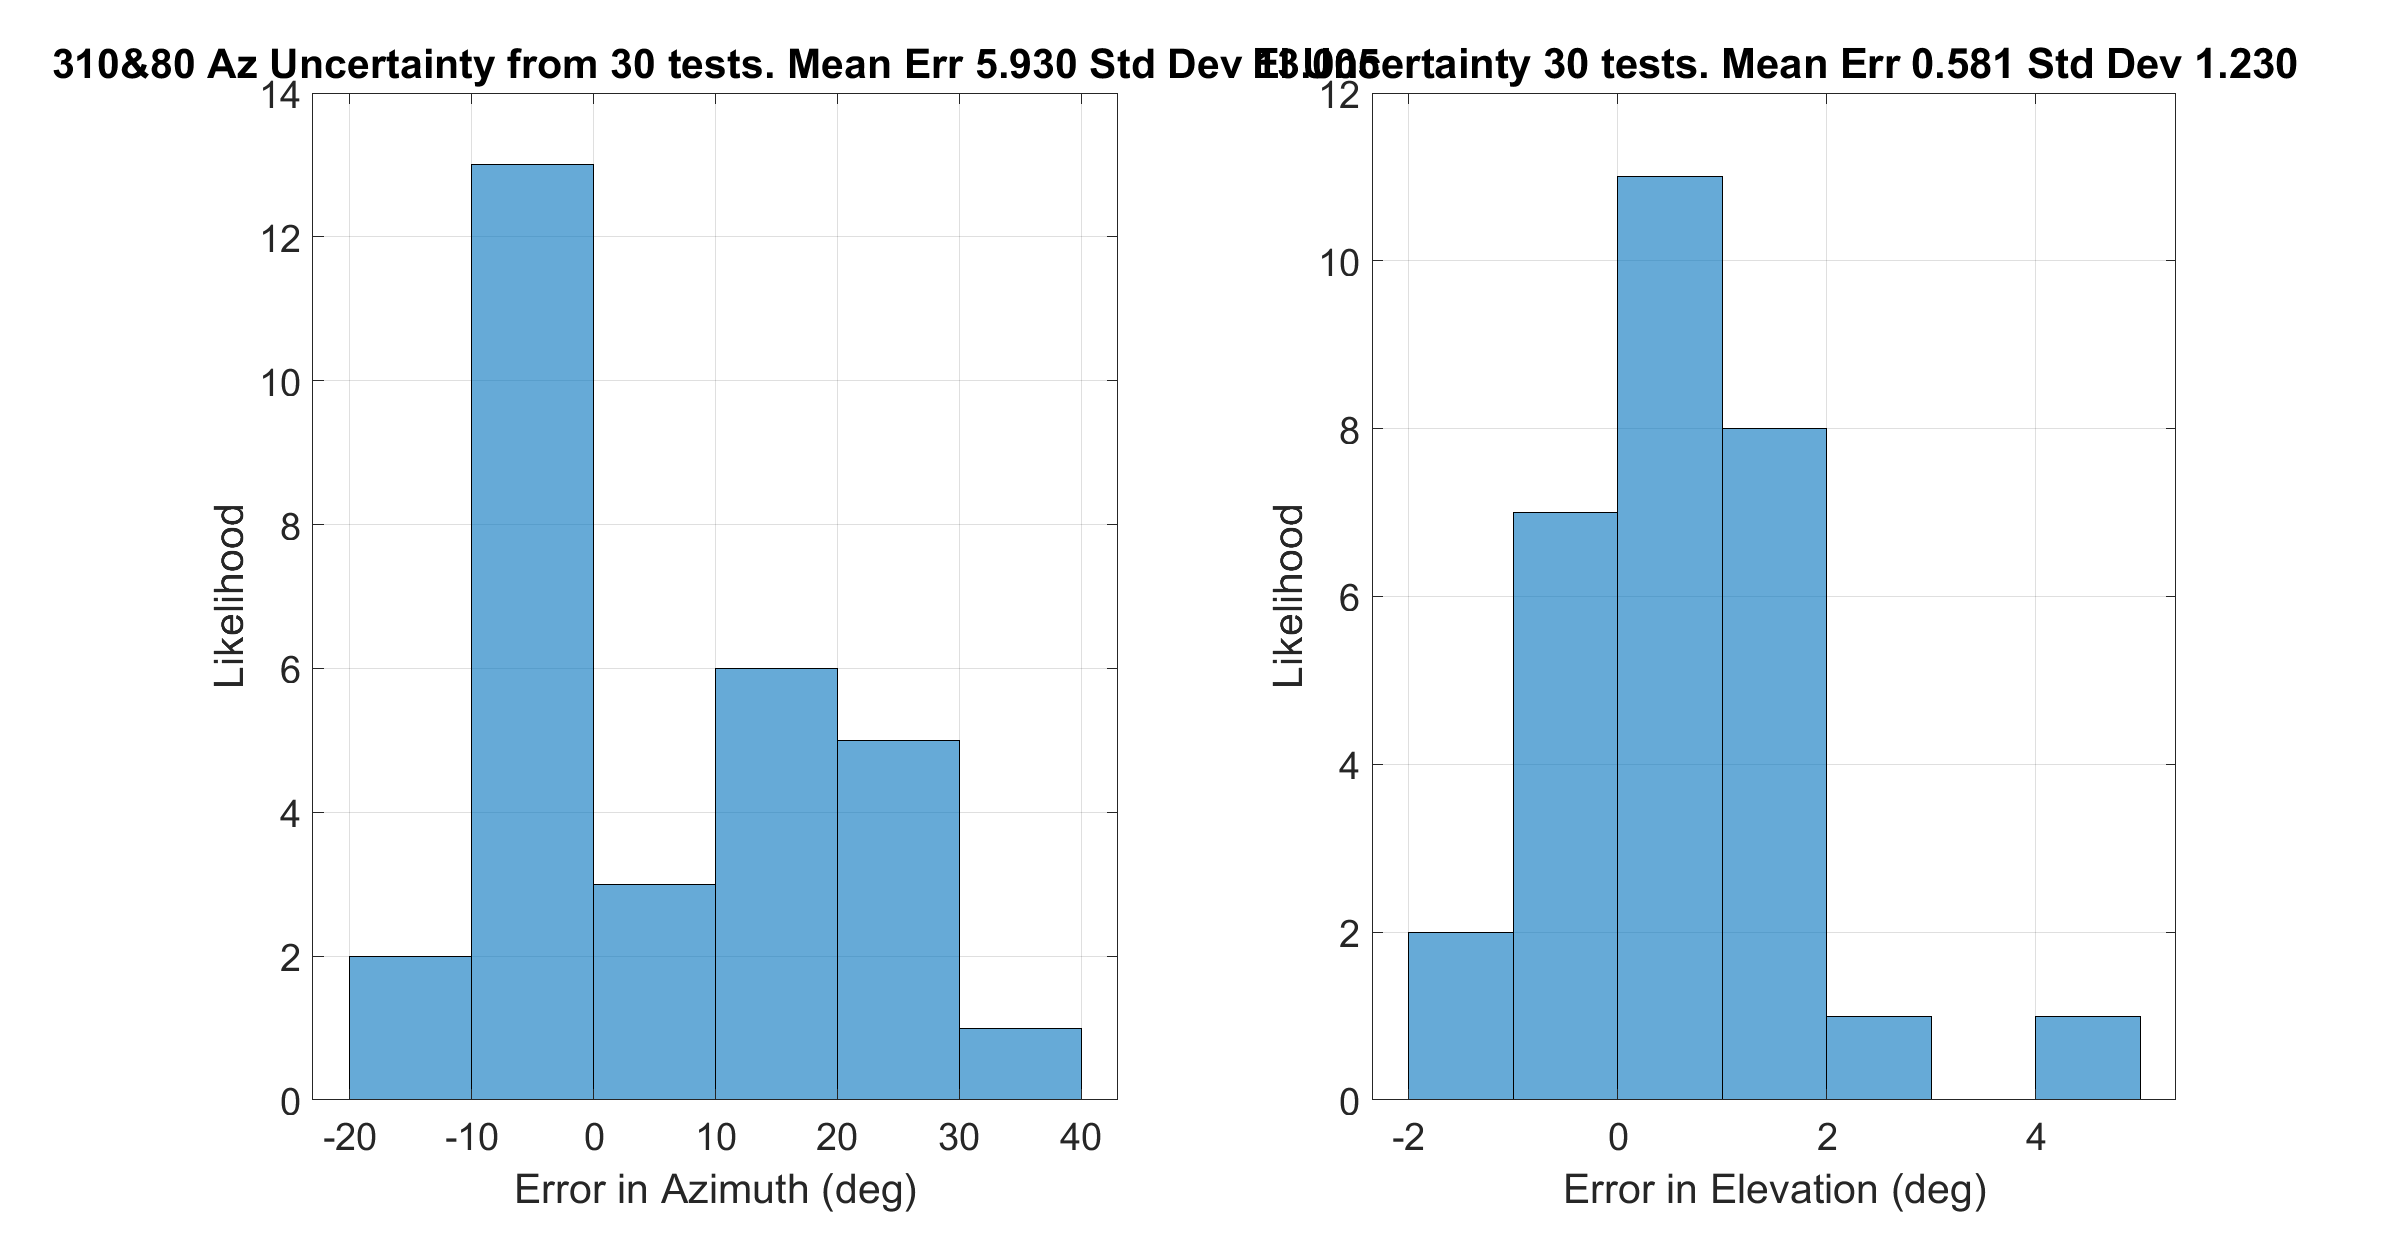 310&80 Az Uncertainty from 30 tests. Mean Err 5.930 Std Dev
El Uncertainty 30 tests. Mean Err 0.581 Std Dev 1.230
14
12
10
8
6
4
2
0
Likelihood
-20 -10 0 10 20 30 40
Error in Azimuth (deg)
12
10
8
6
4
2
0
Likelihood
-2 0 2 4
Error in Elevation (deg)